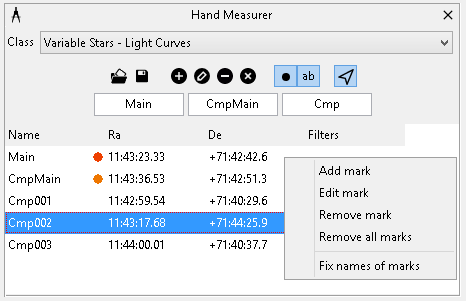 Hand Measurer
Class Variable Stars - Light Curves
ab
Main CmpMain Cmp
Name Ra De Filters
Main 11:43:23.33 +71:42:42.6
CmpMain 11:43:36.53 +71:42:51.3
Cmp001 11:42:59.54 +71:40:29.6
Cmp002 11:43:17.68 +71:44:25.9
Cmp003 11:44:00.01 +71:40:37.7
Add mark
Edit mark
Remove mark
Remove all marks
Fix names of marks